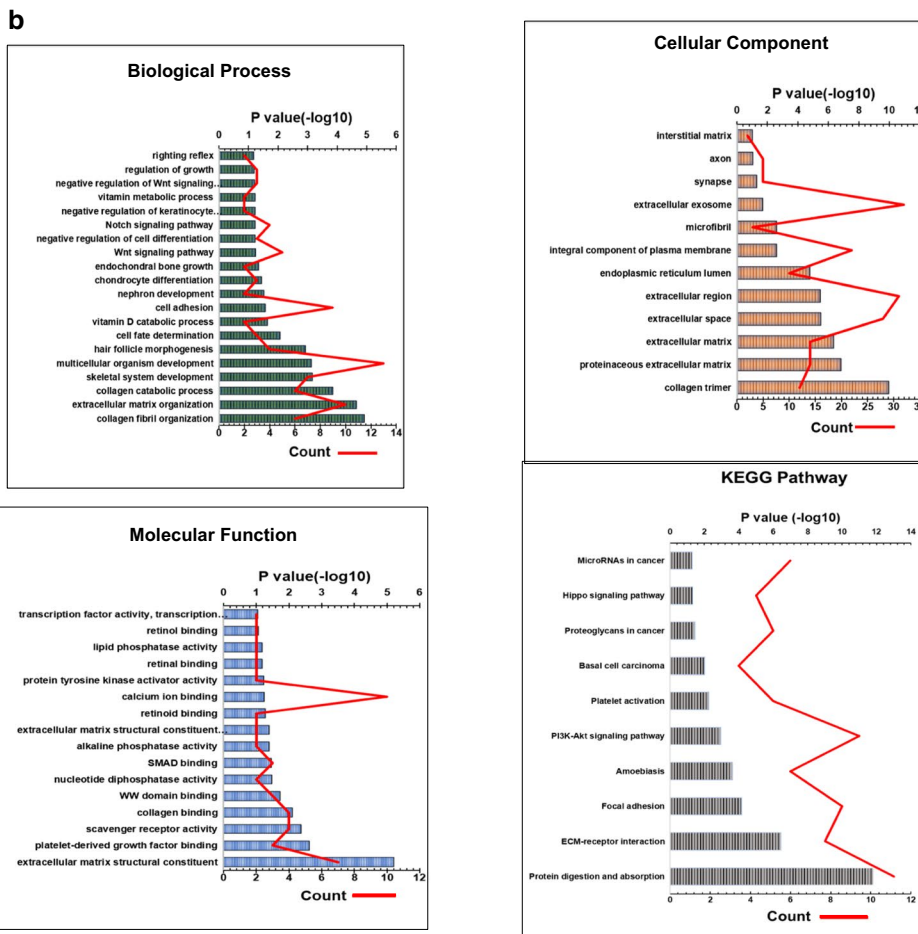 b
Biological Process
P value(-log10)
0 1 2 3 4 5 6
righting reflex
regulation of growth
negative regulation of Wnt signaling..
vitamin metabolic process
negative regulation of keratinocyte..
Notch signaling pathway
negative regulation of cell differentiation
Wnt signaling pathway
endochondral bone growth
chondrocyte differentiation
nephron development
cell adhesion
vitamin D catabolic process
cell fate determination
hair follicle morphogenesis
multicellular organism development
skeletal system development
collagen catabolic process
extracellular matrix organization
collagen fibril organization
0 2 4 6 8 10 12 14
Count
Cellular Component
P value(-log10)
0 2 4 6 8 10
interstitial matrix
axon
synapse
extracellular exosome
microfibril
integral component of plasma membrane
endoplasmic reticulum lumen
extracellular region
extracellular space
extracellular matrix
proteinaceous extracellular matrix
collagen trimer
0 5 10 15 20 25 30 35
Count
Molecular Function
P value(-log10)
0 1 2 3 4 5 6
transcription factor activity, transcription...
retinol binding
lipid phosphatase activity
retinal binding
protein tyrosine kinase activator activity
calcium ion binding
retinoid binding
extracellular matrix structural constituent...
alkaline phosphatase activity
SMAD binding
nucleotide diphosphatase activity
WW domain binding
collagen binding
scavenger receptor activity
platelet-derived growth factor binding
extracellular matrix structural constituent
0 2 4 6 8 10 12
Count
KEGG Pathway
P value (-log10)
0 2 4 6 8 10 12 14
MicroRNAs in cancer
Hippo signaling pathway
Proteoglycans in cancer
Basal cell carcinoma
Platelet activation
PI3K-Akt signaling pathway
Amoebiasis
Focal adhesion
ECM-receptor interaction
Protein digestion and absorption
0 2 4 6 8 10 12
Count